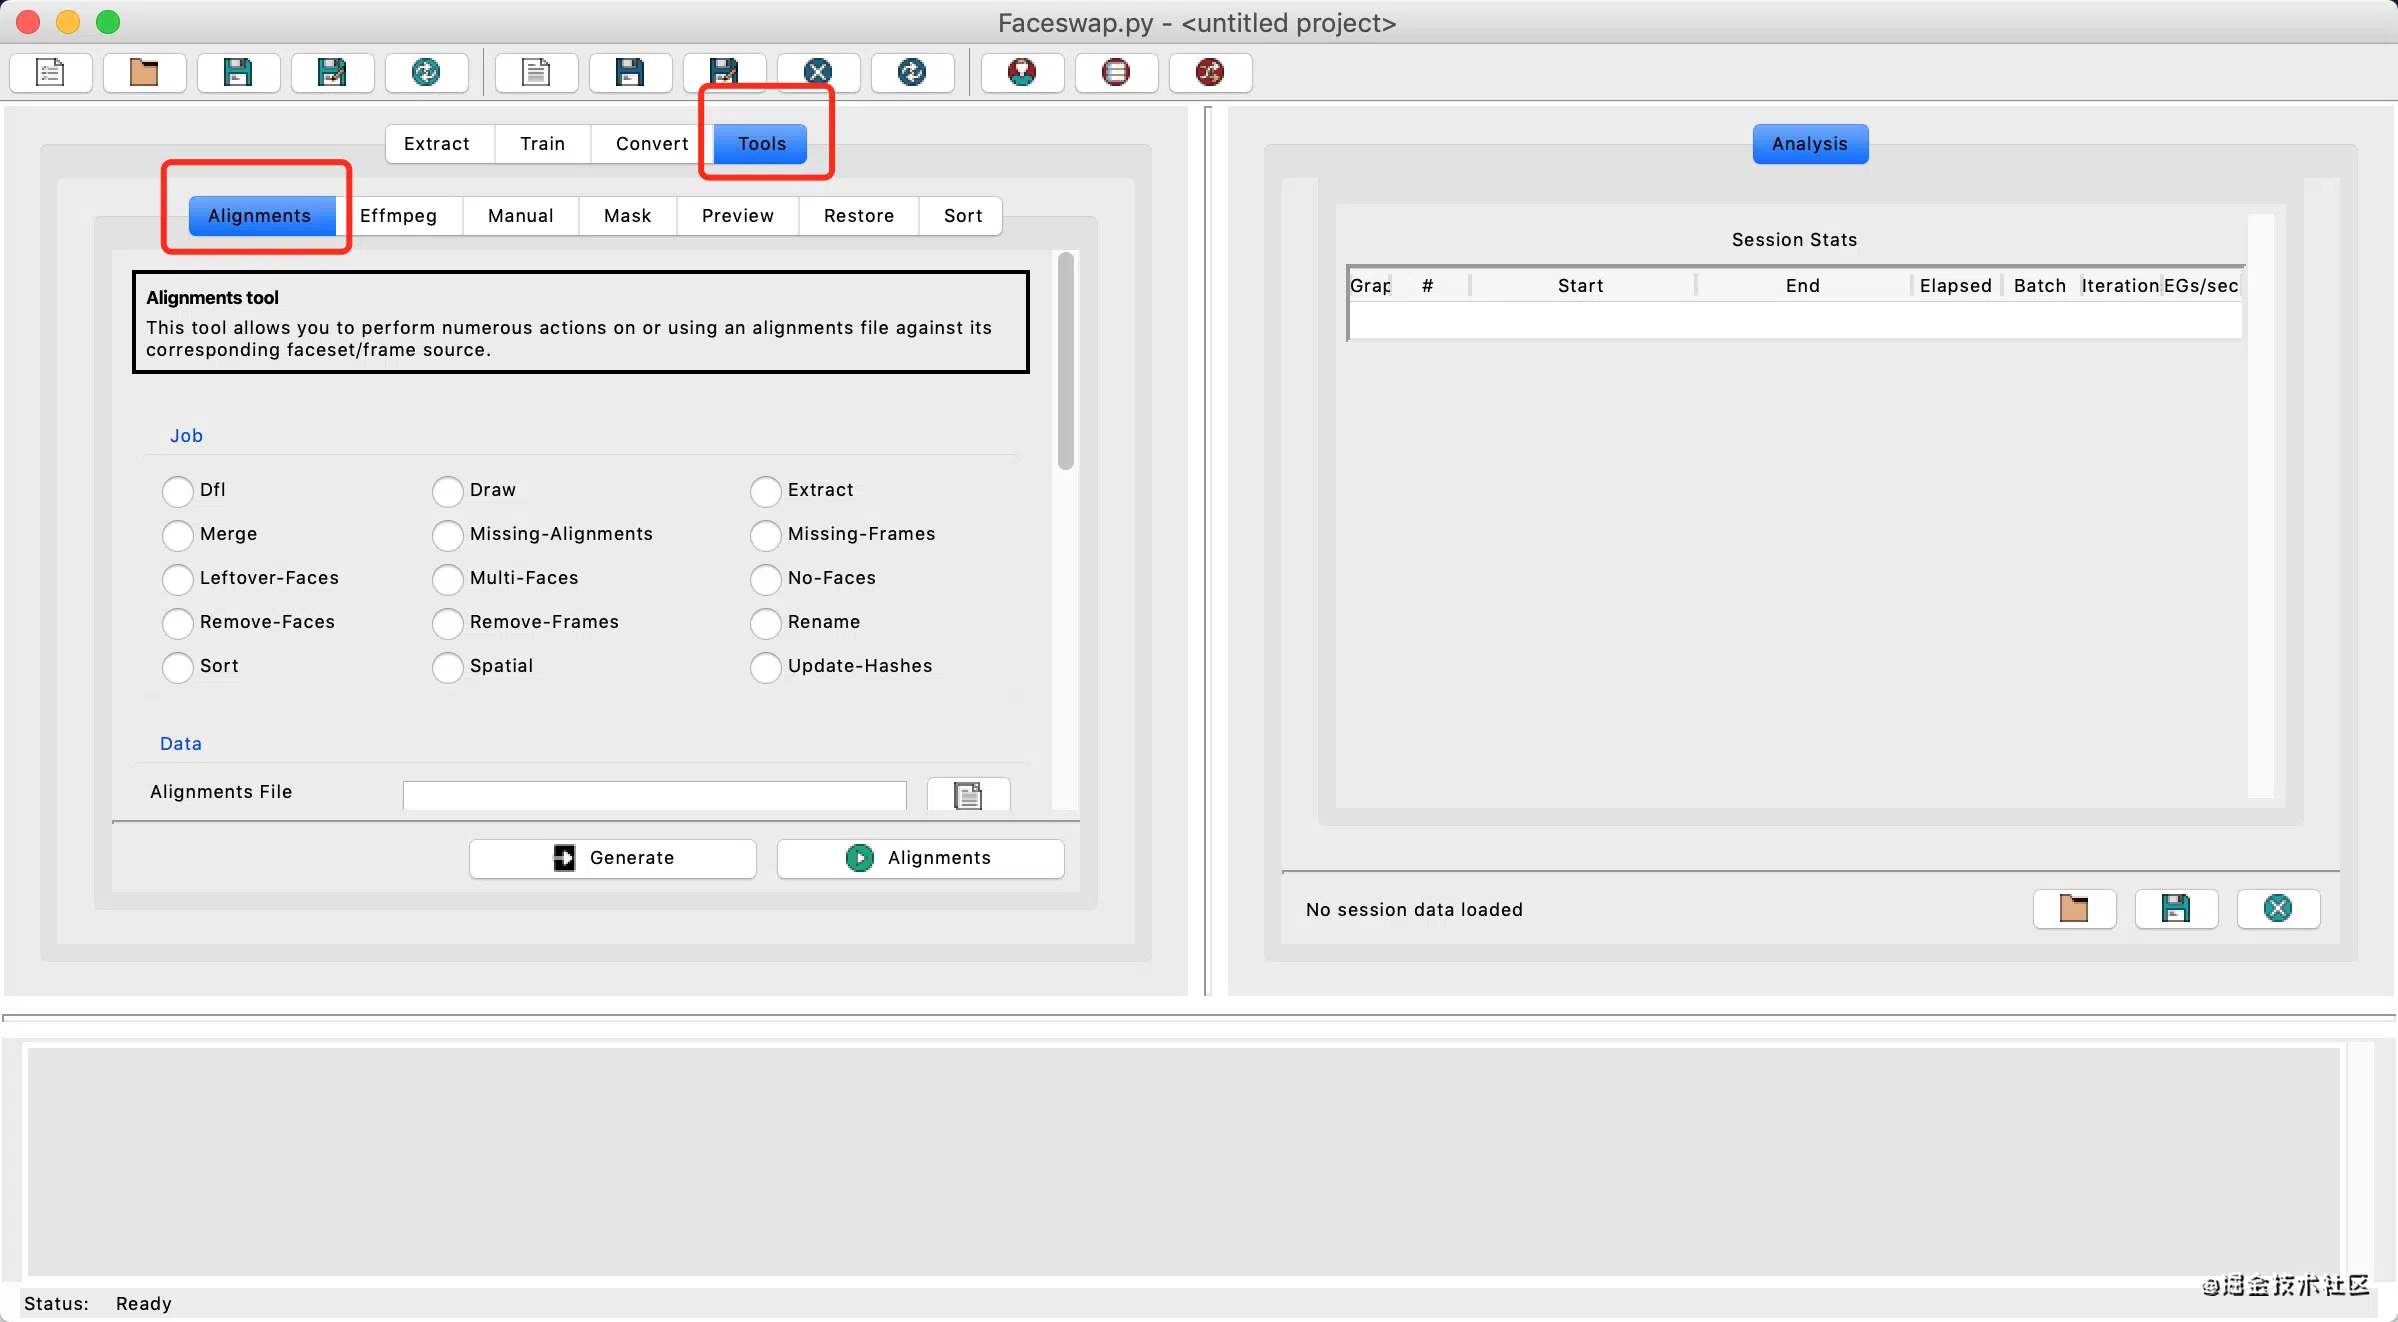 Faceswap.py - <untitled project>
Extract Train Convert Tools
Alignments Effmpeg Manual Mask Preview Restore Sort
Alignments tool
This tool allows you to perform numerous actions on or using an alignments file against its
corresponding faceset/frame source.
Job
Dfl Draw Extract
Merge Missing-Alignments Missing-Frames
Leftover-Faces Multi-Faces No-Faces
Remove-Faces Remove-Frames Rename
Sort Spatial Update-Hashes
Data
Alignments File
Generate Alignments
Analysis
Session Stats
Grap # Start End Elapsed Batch Iteration EGs/sec
No session data loaded
Status: Ready
@掘金技术社区